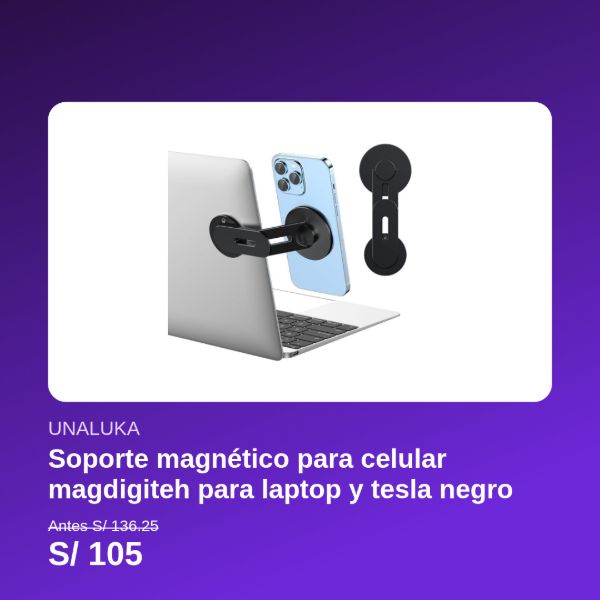 UNALUKA
Soporte magnético para celular
magdigiteh para laptop y tesla negro
Antes S/ 136.25
S/ 105